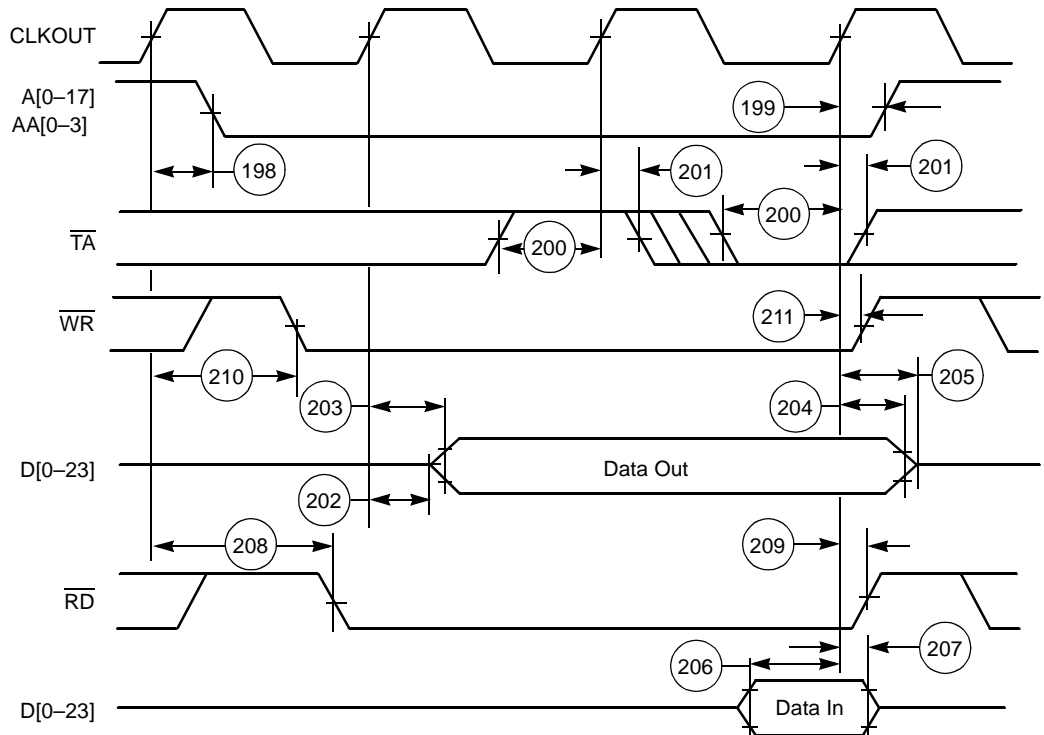 CLKOUT
A[0–17]
AA[0–3]
199
198
201
201
200
TA
200
WR
211
210
205
203
204
D[0–23]
Data Out
202
208
209
RD
206
207
D[0–23]
Data In